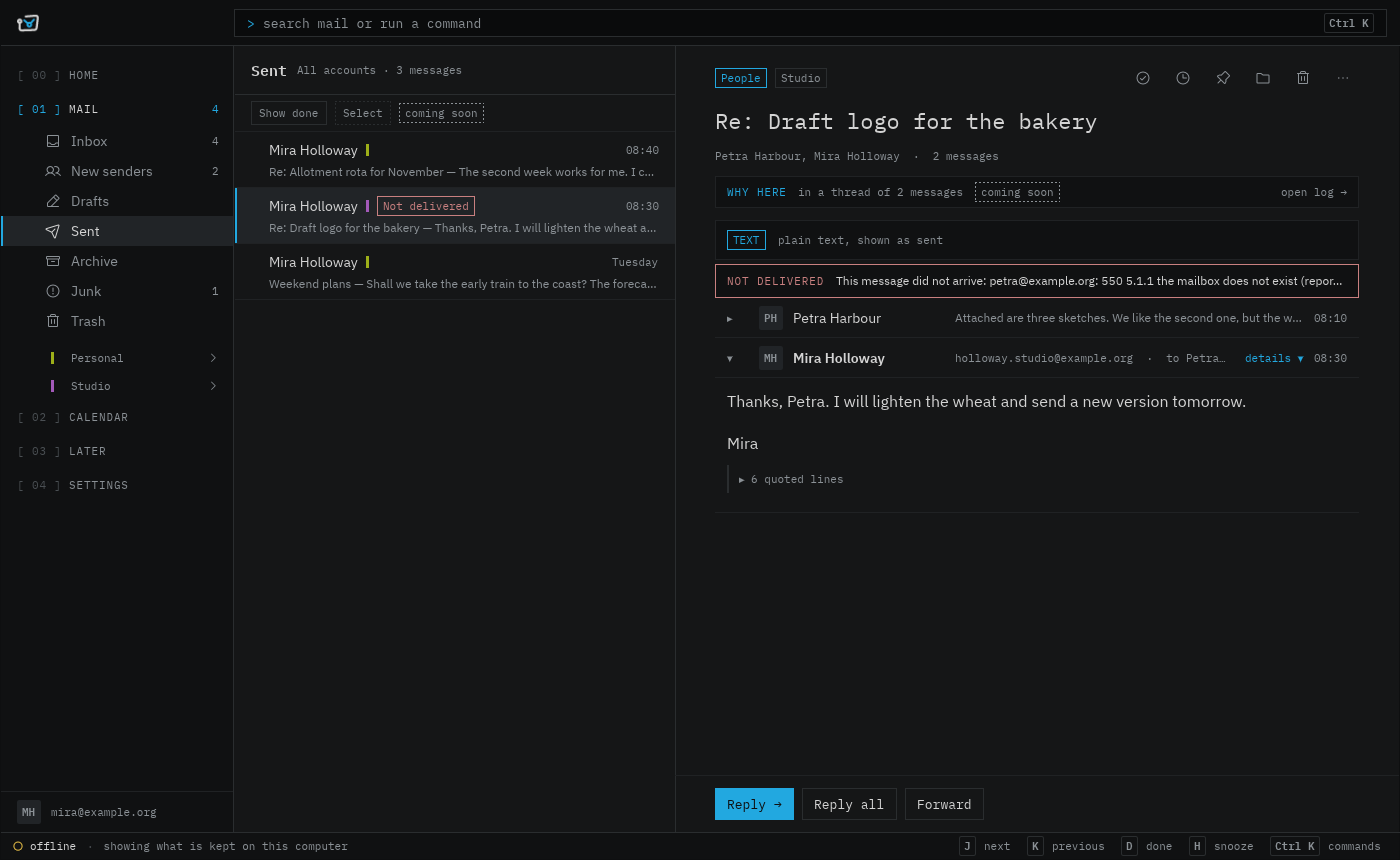 > search mail or run a command Ctrl K
[ 00 ] HOME
[ 01 ] MAIL 4
Inbox 4
New senders 2
Drafts
Sent
Archive
Junk 1
Trash
Personal
Studio
[ 02 ] CALENDAR
[ 03 ] LATER
[ 04 ] SETTINGS
MH mira@example.org
Sent All accounts · 3 messages
Show done Select coming soon
Mira Holloway 08:40
Re: Allotment rota for November — The second week works for me. I c…
Mira Holloway Not delivered 08:30
Re: Draft logo for the bakery — Thanks, Petra. I will lighten the wheat a…
Mira Holloway Tuesday
Weekend plans — Shall we take the early train to the coast? The foreca…
People Studio
Re: Draft logo for the bakery
Petra Harbour, Mira Holloway · 2 messages
WHY HERE in a thread of 2 messages coming soon open log →
TEXT plain text, shown as sent
NOT DELIVERED This message did not arrive: petra@example.org: 550 5.1.1 the mailbox does not exist (repor…
▸ PH Petra Harbour Attached are three sketches. We like the second one, but the w… 08:10
▾ MH Mira Holloway holloway.studio@example.org · to Petra… details ▾ 08:30
Thanks, Petra. I will lighten the wheat and send a new version tomorrow.
Mira
▸ 6 quoted lines
Reply → Reply all Forward
offline · showing what is kept on this computer J next K previous D done H snooze Ctrl K commands